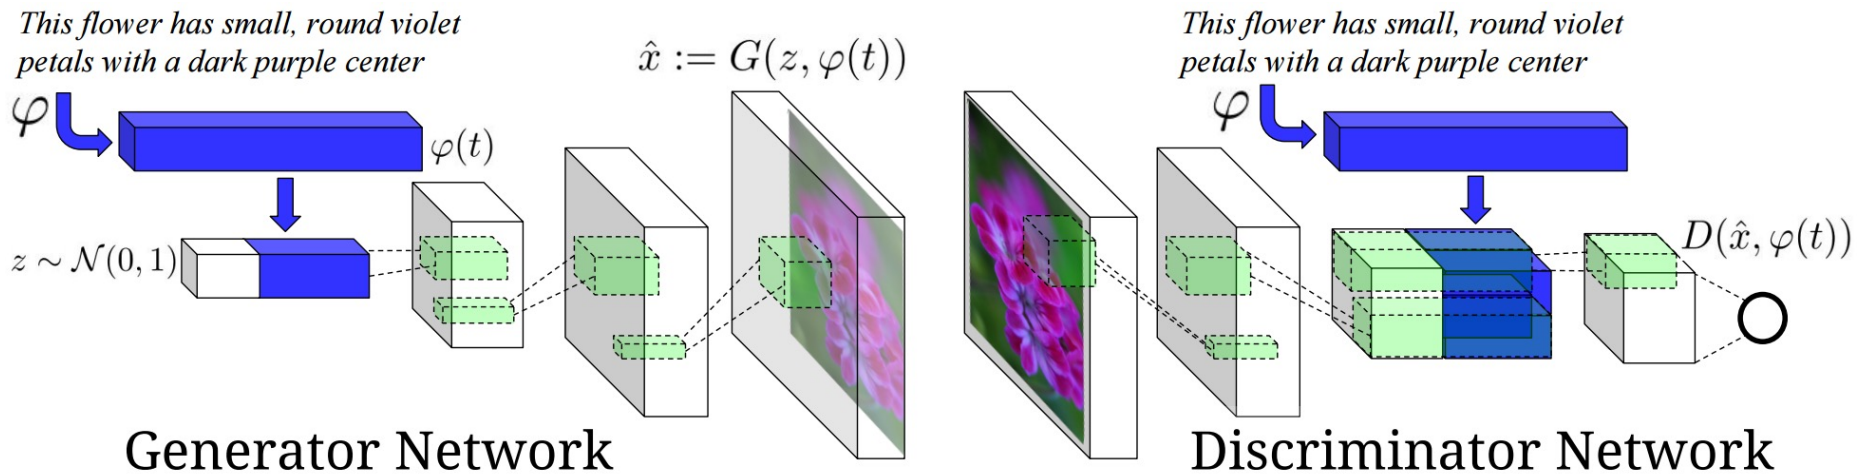 This flower has small, round violet
petals with a dark purple center
φ
φ(t)
z ∼ 𝒩(0, 1)
x̂ := G(z, φ(t))
Generator Network
This flower has small, round violet
petals with a dark purple center
φ
D(x̂, φ(t))
Discriminator Network